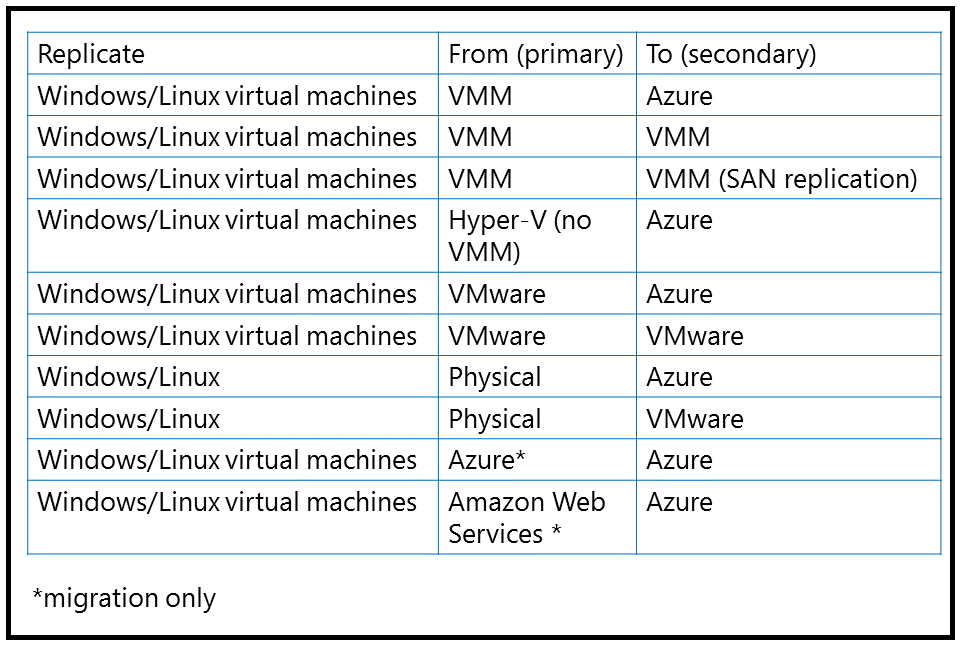 Replicate From (primary) To (secondary)
Windows/Linux virtual machines VMM Azure
Windows/Linux virtual machines VMM VMM
Windows/Linux virtual machines VMM VMM (SAN replication)
Windows/Linux virtual machines Hyper-V (no Azure
VMM)
Windows/Linux virtual machines VMware Azure
Windows/Linux virtual machines VMware VMware
Windows/Linux Physical Azure
Windows/Linux Physical VMware
Windows/Linux virtual machines Azure* Azure
Windows/Linux virtual machines Amazon Web Azure
Services *
*migration only